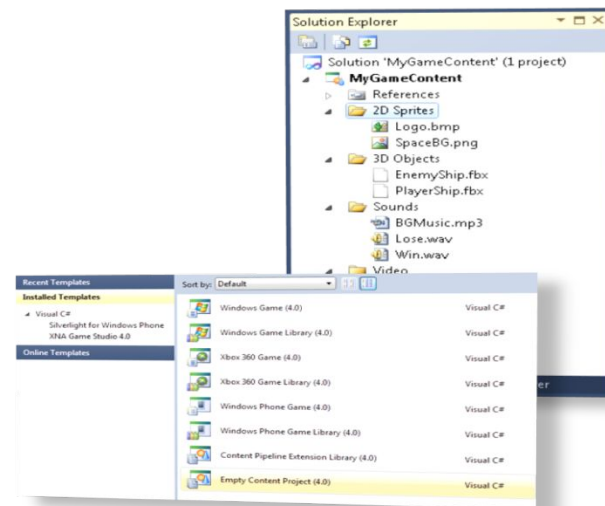 Solution Explorer
Solution 'MyGameContent' (1 project)
MyGameContent
References
2D Sprites
Logo.bmp
SpaceBG.png
3D Objects
EnemyShip.fbx
PlayerShip.fbx
Sounds
BGMusic.mp3
Lose.wav
Win.wav
Video
er
Recent Templates
Installed Templates
Visual C#
Silverlight for Windows Phone
XNA Game Studio 4.0
Online Templates
Sort by: Default
Windows Game (4.0) Visual C#
Windows Game Library (4.0) Visual C#
Xbox 360 Game (4.0) Visual C#
Xbox 360 Game Library (4.0) Visual C#
Windows Phone Game (4.0) Visual C#
Windows Phone Game Library (4.0) Visual C#
Content Pipeline Extension Library (4.0) Visual C#
Empty Content Project (4.0) Visual C#